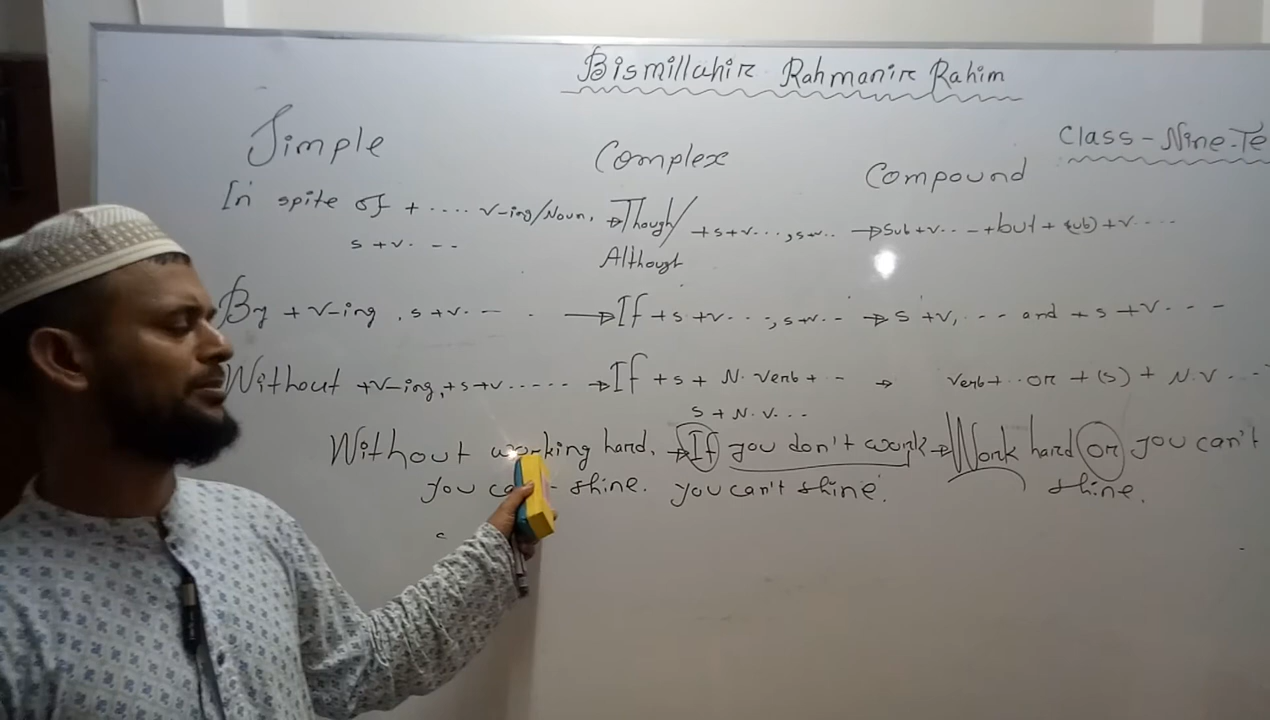 Bismillahir Rahmanir Rahim
Class-Nine-Te
Simple Complex Compound
In spite of + .... v-ing/Noun, → Though/ + s+v...., s+v... → Sub+v... + but + (sub) + v ....
s + v. ... Although
By + v-ing, s+v. ... → If + s + v...., s+v... → s + v, ... and + s + v ....
Without + v-ing, + s+v...... → If + s + N. verb + .. → verb+ .. or + (s) + N.V ....
s + N. v...
Without working hard, → If you don't work → Work hard or you can't
you ca shine. you can't shine. shine.